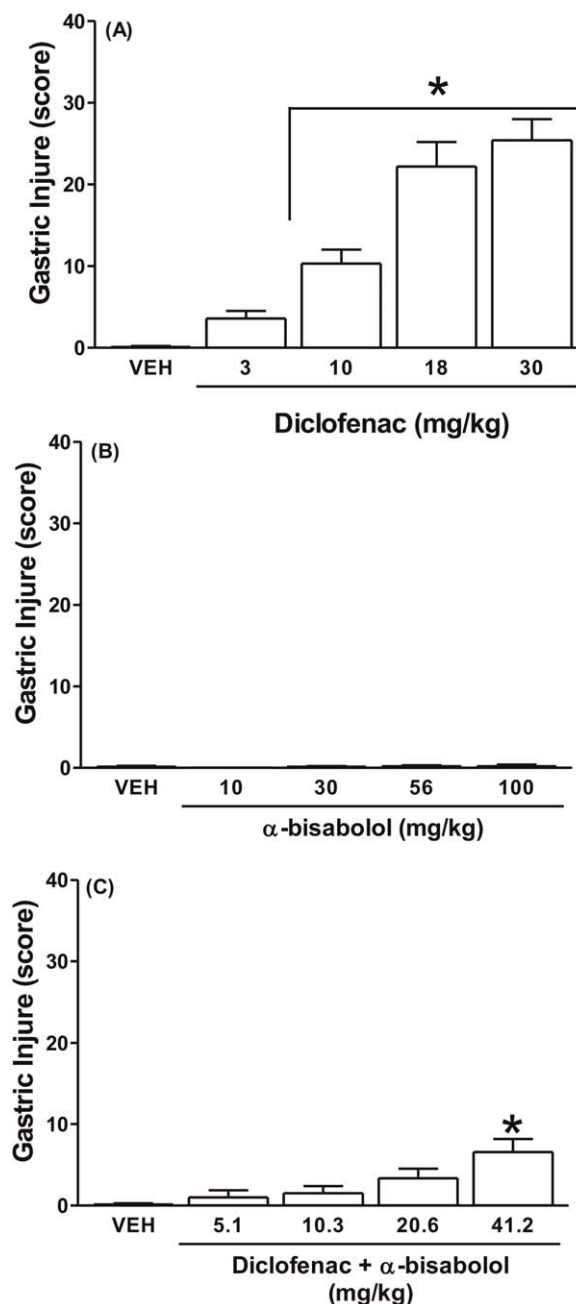 (A)
Gastric Injure (score)
40
30
20
10
0
*
VEH 3 10 18 30
Diclofenac (mg/kg)
(B)
Gastric Injure (score)
40
30
20
10
0
VEH 10 30 56 100
α-bisabolol (mg/kg)
(C)
Gastric Injure (score)
40
30
20
10
0
*
VEH 5.1 10.3 20.6 41.2
Diclofenac + α-bisabolol
(mg/kg)